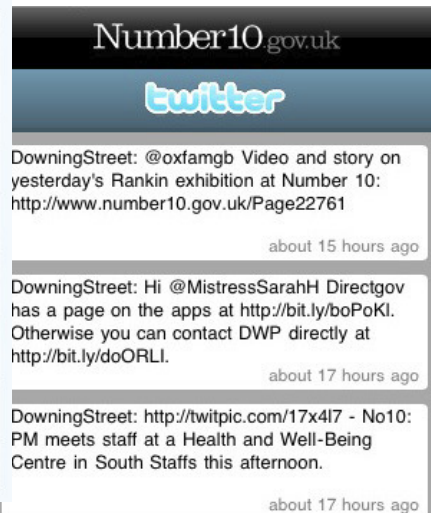 Number10.gov.uk
twitter
DowningStreet: @oxfamgb Video and story on
yesterday's Rankin exhibition at Number 10:
http://www.number10.gov.uk/Page22761
about 15 hours ago
DowningStreet: Hi @MistressSarahH Directgov
has a page on the apps at http://bit.ly/boPoKl.
Otherwise you can contact DWP directly at
http://bit.ly/doORLI.
about 17 hours ago
DowningStreet: http://twitpic.com/17x4l7 - No10:
PM meets staff at a Health and Well-Being
Centre in South Staffs this afternoon.
about 17 hours ago